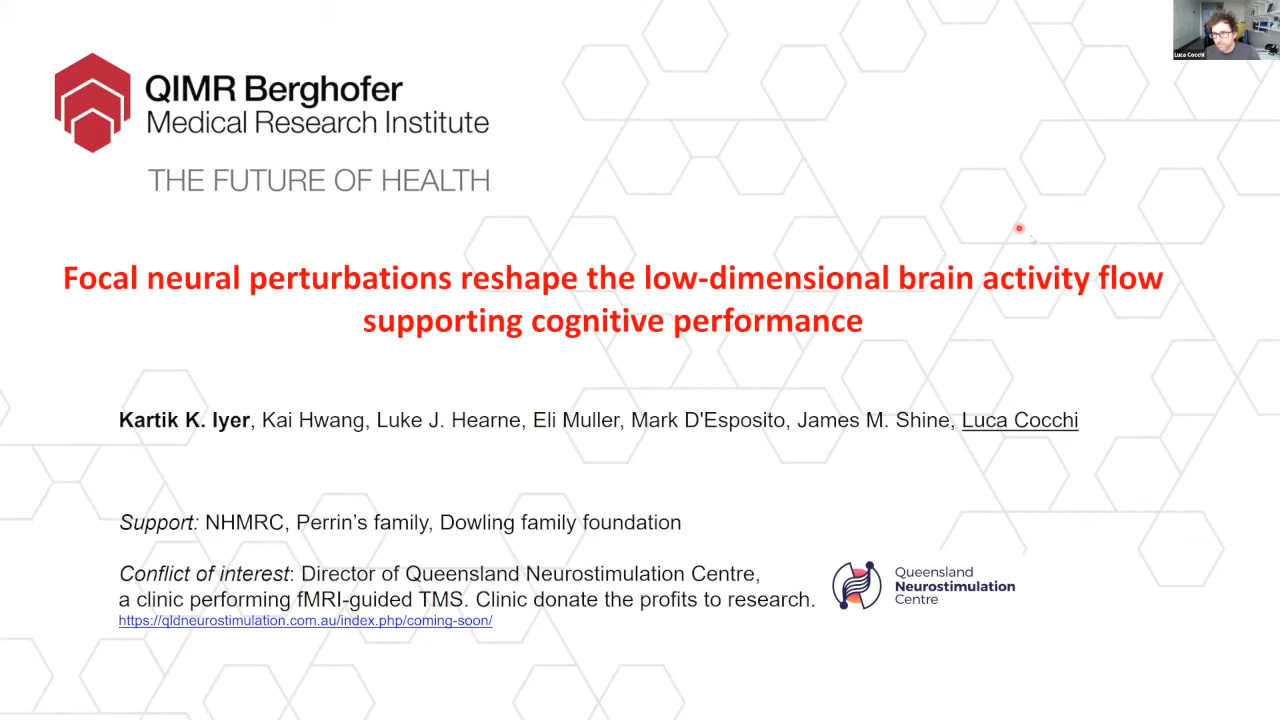 Luca Cocchi
QIMR Berghofer
Medical Research Institute
THE FUTURE OF HEALTH
Focal neural perturbations reshape the low-dimensional brain activity flow
supporting cognitive performance
Kartik K. Iyer, Kai Hwang, Luke J. Hearne, Eli Muller, Mark D'Esposito, James M. Shine, Luca Cocchi
Support: NHMRC, Perrin’s family, Dowling family foundation
Conflict of interest: Director of Queensland Neurostimulation Centre,
a clinic performing fMRI-guided TMS. Clinic donate the profits to research.
https://qldneurostimulation.com.au/index.php/coming-soon/
Queensland
Neurostimulation
Centre